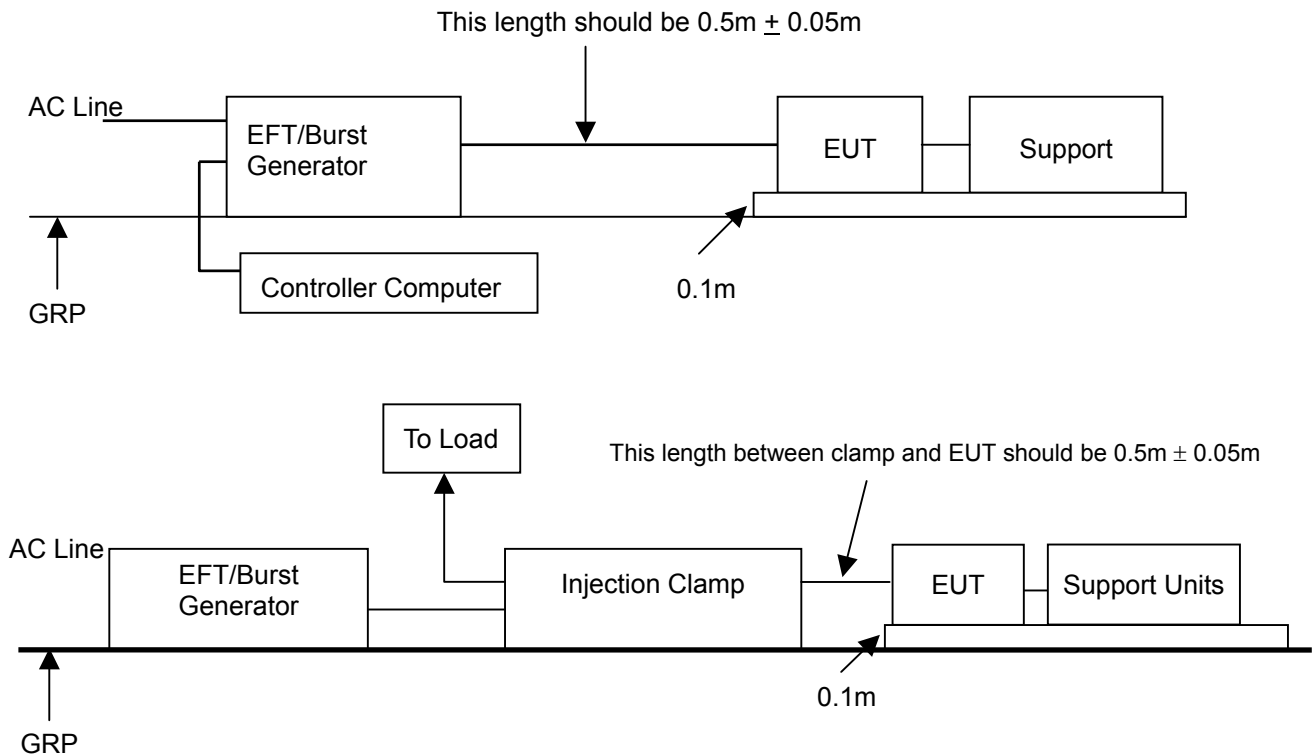 This length should be 0.5m ± 0.05m
AC Line
EFT/Burst
Generator
EUT
Support
Controller Computer
0.1m
GRP
To Load
This length between clamp and EUT should be 0.5m ± 0.05m
AC Line
EFT/Burst
Generator
Injection Clamp
EUT
Support Units
0.1m
GRP